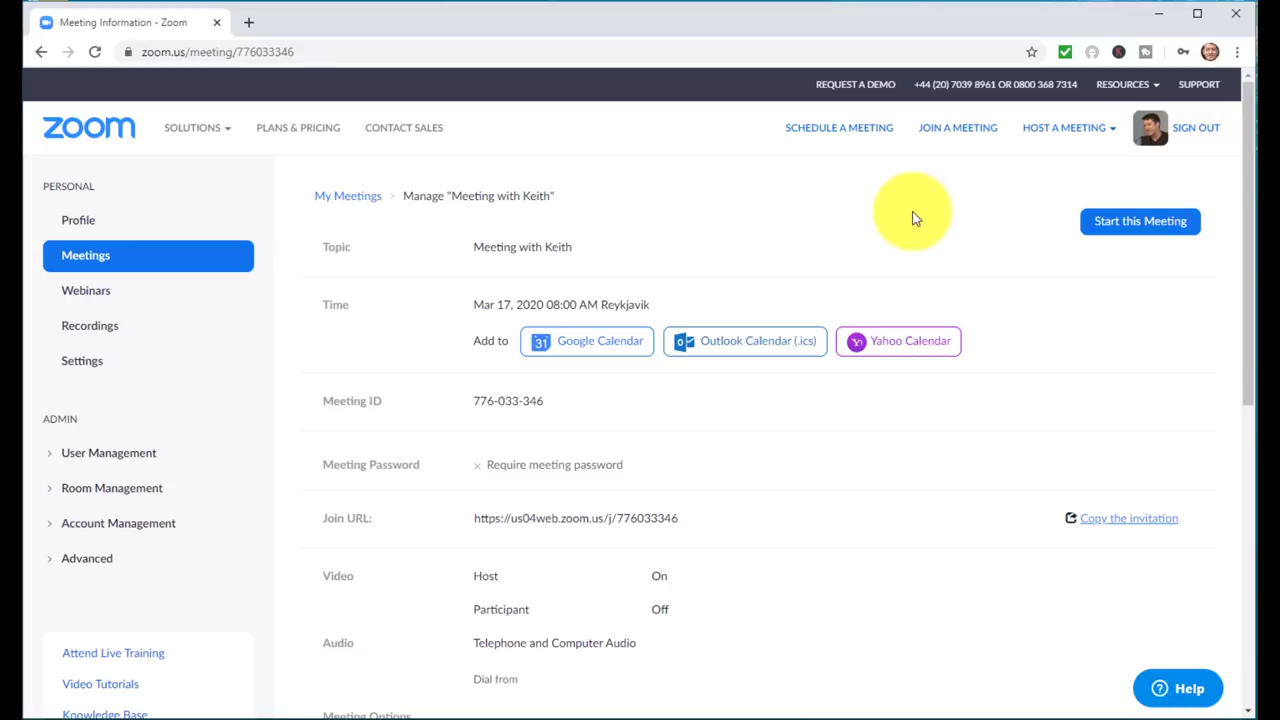 Meeting Information - Zoom
zoom.us/meeting/776033346
REQUEST A DEMO +44 (20) 7039 8961 OR 0800 368 7314 RESOURCES SUPPORT
zoom SOLUTIONS PLANS & PRICING CONTACT SALES SCHEDULE A MEETING JOIN A MEETING HOST A MEETING SIGN OUT
PERSONAL
Profile
Meetings
Webinars
Recordings
Settings
ADMIN
User Management
Room Management
Account Management
Advanced
Attend Live Training
Video Tutorials
Knowledge Base
My Meetings > Manage "Meeting with Keith"
Start this Meeting
Topic Meeting with Keith
Time Mar 17, 2020 08:00 AM Reykjavik
Add to 31 Google Calendar Outlook Calendar (.ics) Yahoo Calendar
Meeting ID 776-033-346
Meeting Password × Require meeting password
Join URL: https://us04web.zoom.us/j/776033346 Copy the invitation
Video Host On
Participant Off
Audio Telephone and Computer Audio
Dial from
Meeting Options
Help